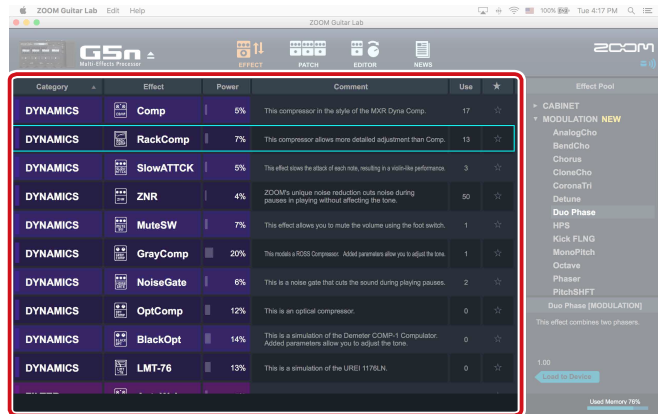 ZOOM Guitar Lab Edit Help 100% Tue 4:17 PM
ZOOM Guitar Lab
G5n
Multi-Effects Processor
EFFECT PATCH EDITOR NEWS
ZOOM
Category Effect Power Comment Use ★
DYNAMICS Comp 5% This compressor in the style of the MXR Dyna Comp. 17
DYNAMICS RackComp 7% This compressor allows more detailed adjustment than Comp. 13
DYNAMICS SlowATTCK 5% This effect slows the attack of each note, resulting in a violin-like performance. 3
DYNAMICS ZNR 4% ZOOM's unique noise reduction cuts noise during
pauses in playing without affecting the tone. 50
DYNAMICS MuteSW 7% This effect allows you to mute the volume using the foot switch. 1
DYNAMICS GrayComp 20% This models a ROSS Compressor. Added parameters allow you to adjust the tone. 1
DYNAMICS NoiseGate 6% This is a noise gate that cuts the sound during playing pauses. 2
DYNAMICS OptComp 12% This is an optical compressor. 0
DYNAMICS BlackOpt 14% This is a simulation of the Demeter COMP-1 Compulator.
Added parameters allow you to adjust the tone. 0
DYNAMICS LMT-76 13% This is a simulation of the UREI 1176LN. 0
Effect Pool
CABINET
MODULATION NEW
AnalogCho
BendCho
Chorus
CloneCho
CoronaTri
Detune
Duo Phase
HPS
Kick FLNG
MonoPitch
Octave
Phaser
PitchSHFT
Duo Phase [MODULATION]
This effect combines two phasers.
1.00
Load to Device
Used Memory 76%